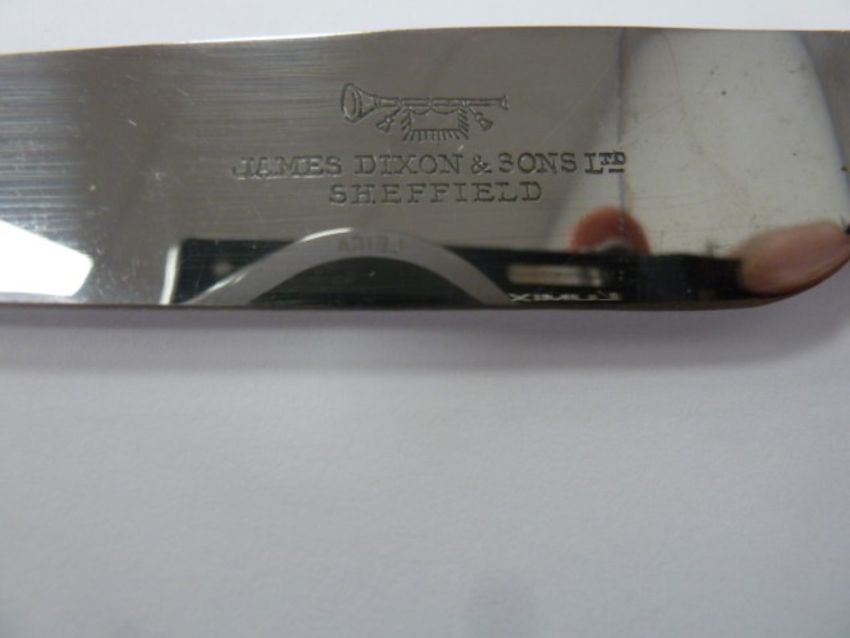 JAMES DIXON & SONS LTD
SHEFFIELD